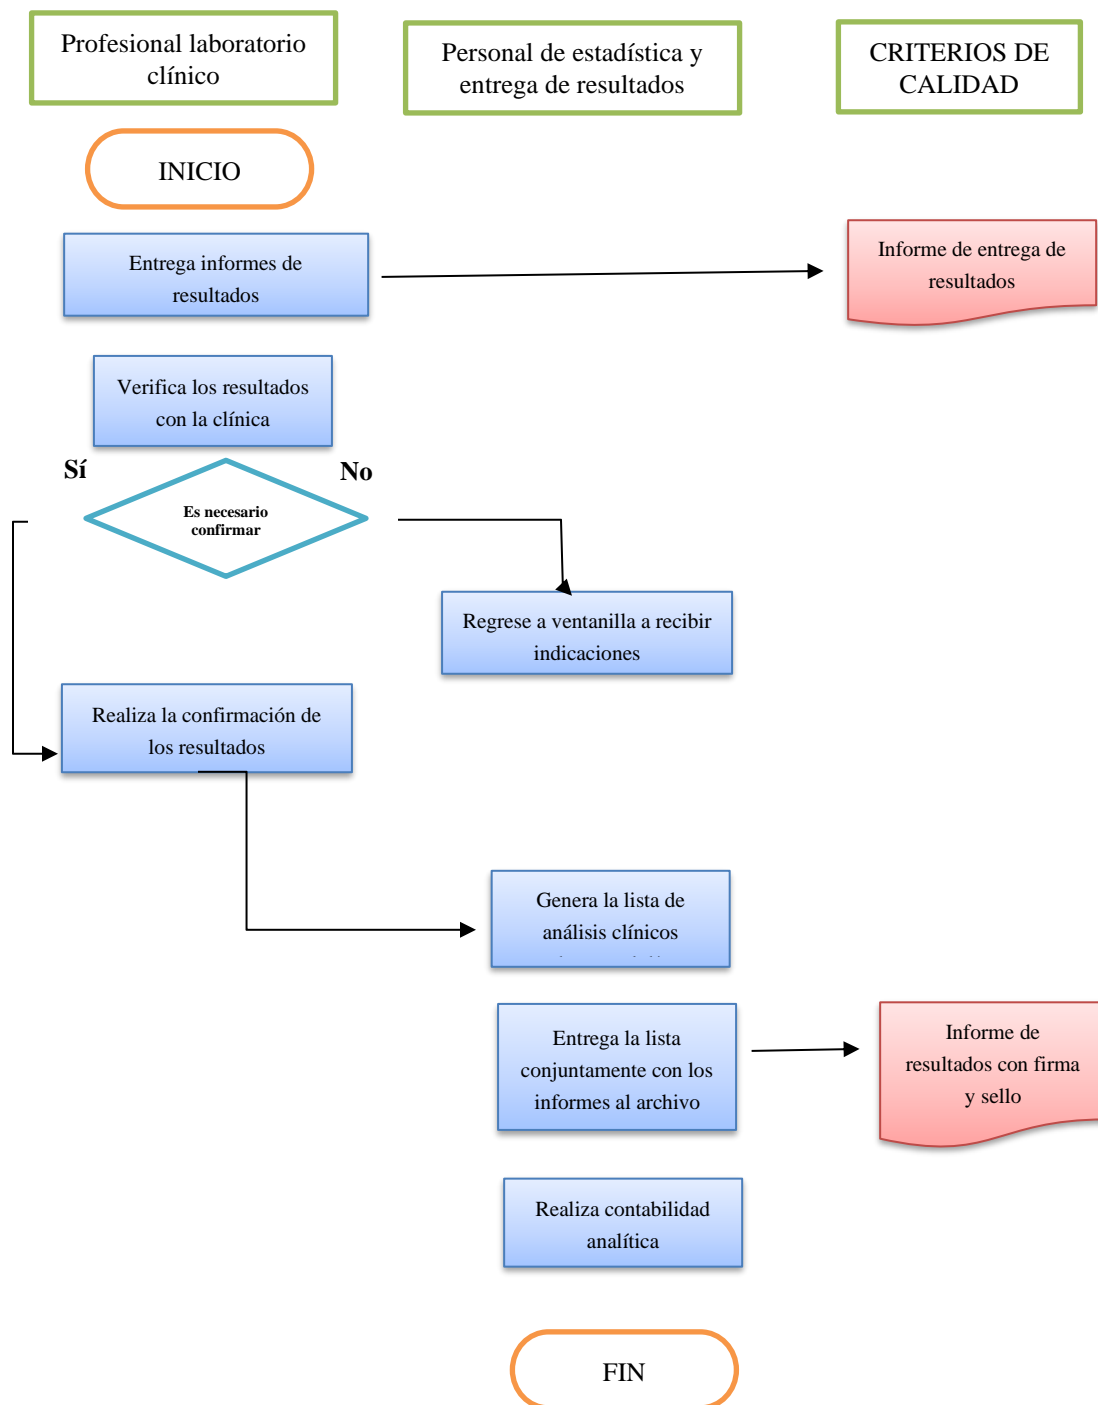 Profesional laboratorio
clínico
Personal de estadística y
entrega de resultados
CRITERIOS DE
CALIDAD
INICIO
Entrega informes de
resultados
Informe de entrega de
resultados
Verifica los resultados
con la clínica
Sí
No
Es necesario
confirmar
Regrese a ventanilla a recibir
indicaciones
Realiza la confirmación de
los resultados
Genera la lista de
análisis clínicos
Entrega la lista
conjuntamente con los
informes al archivo
Informe de
resultados con firma
y sello
Realiza contabilidad
analítica
FIN